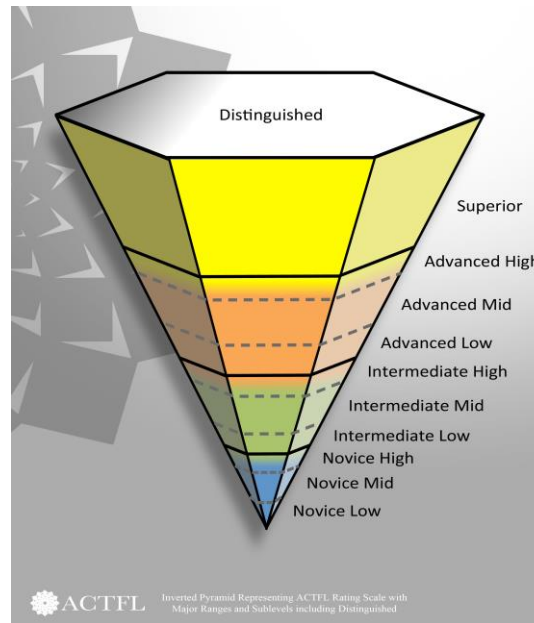 Distinguished
Superior
Advanced High
Advanced Mid
Advanced Low
Intermediate High
Intermediate Mid
Intermediate Low
Novice High
Novice Mid
Novice Low
ACTFL
Inverted Pyramid Representing ACTFL Rating Scale with
Major Ranges and Sublevels including Distinguished